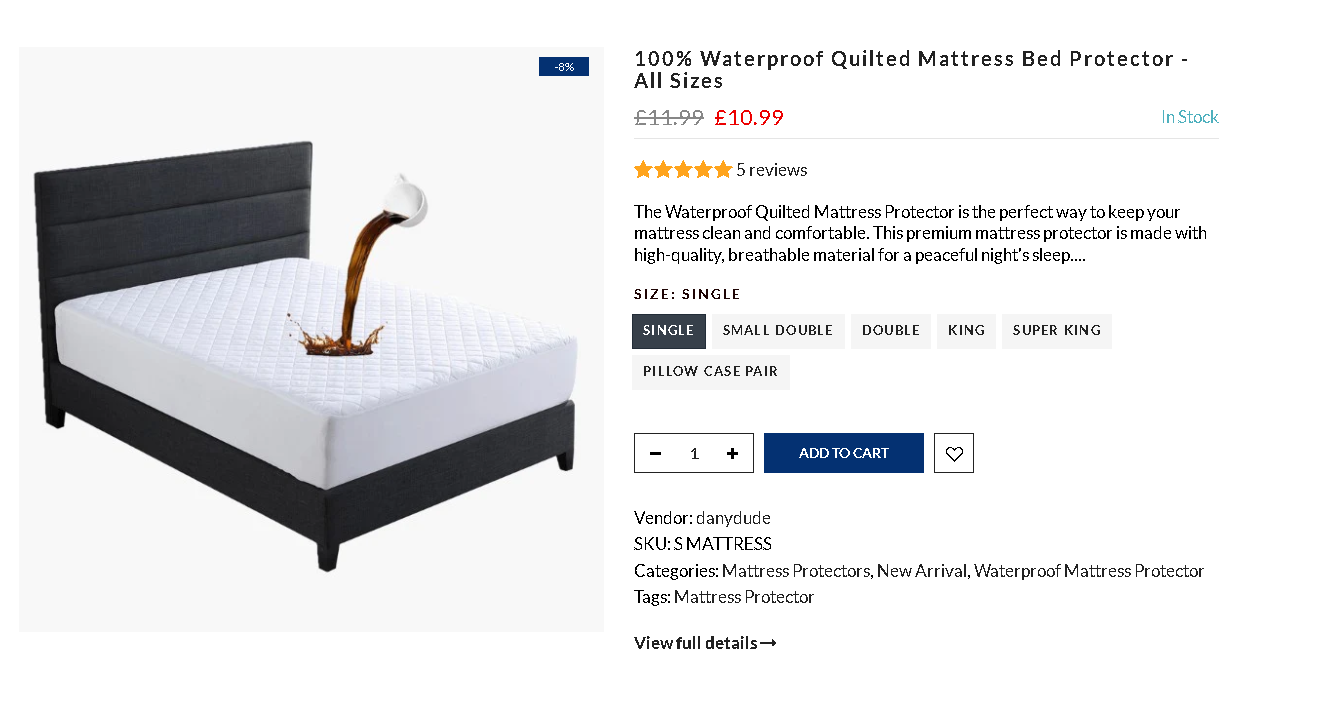 -8%
100% Waterproof Quilted Mattress Bed Protector -
All Sizes
£11.99 £10.99
In Stock
5 reviews
The Waterproof Quilted Mattress Protector is the perfect way to keep your
mattress clean and comfortable. This premium mattress protector is made with
high-quality, breathable material for a peaceful night's sleep....
SIZE: SINGLE
SINGLE SMALL DOUBLE DOUBLE KING SUPER KING
PILLOW CASE PAIR
1 ADD TO CART
Vendor: danydude
SKU: S MATTRESS
Categories: Mattress Protectors, New Arrival, Waterproof Mattress Protector
Tags: Mattress Protector
View full details→